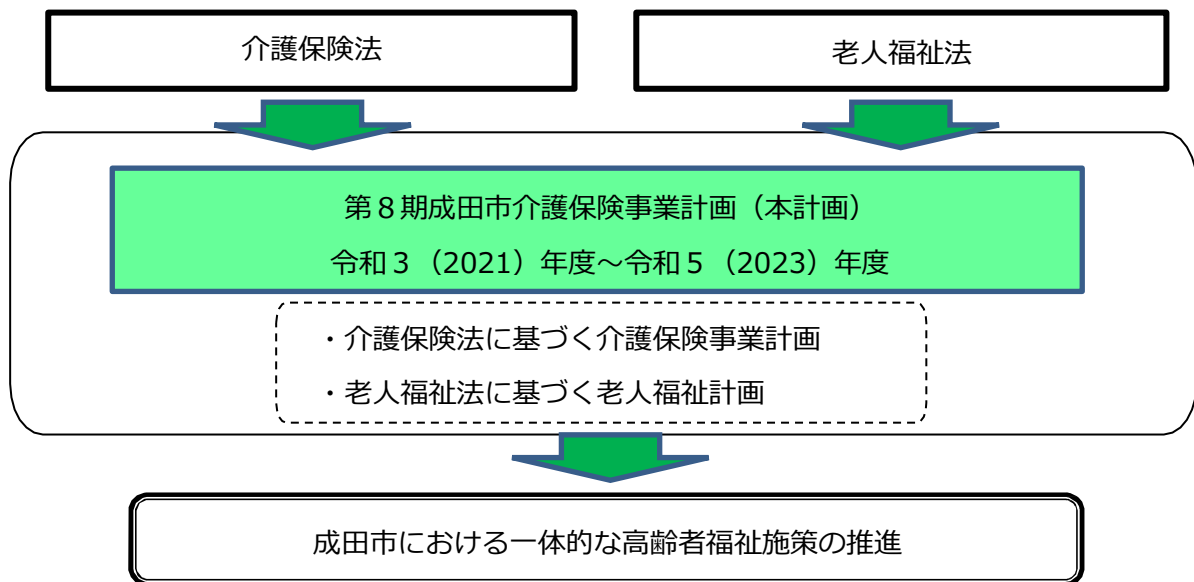 介護保険法
老人福祉法
第８期成田市介護保険事業計画（本計画）
令和３（2021）年度～令和５（2023）年度
・介護保険法に基づく介護保険事業計画
・老人福祉法に基づく老人福祉計画
成田市における一体的な高齢者福祉施策の推進